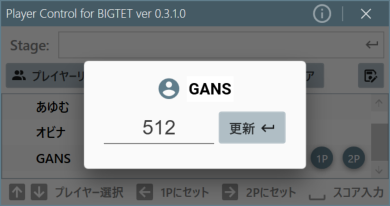 Player Control for BIGTET ver 0.3.1.0
Stage:
プレイヤーリ
ア
GANS
あゆむ
512
更新
オビナ
GANS
1P
2P
プレイヤー選択
1Pにセット
2Pにセット
スコア入力